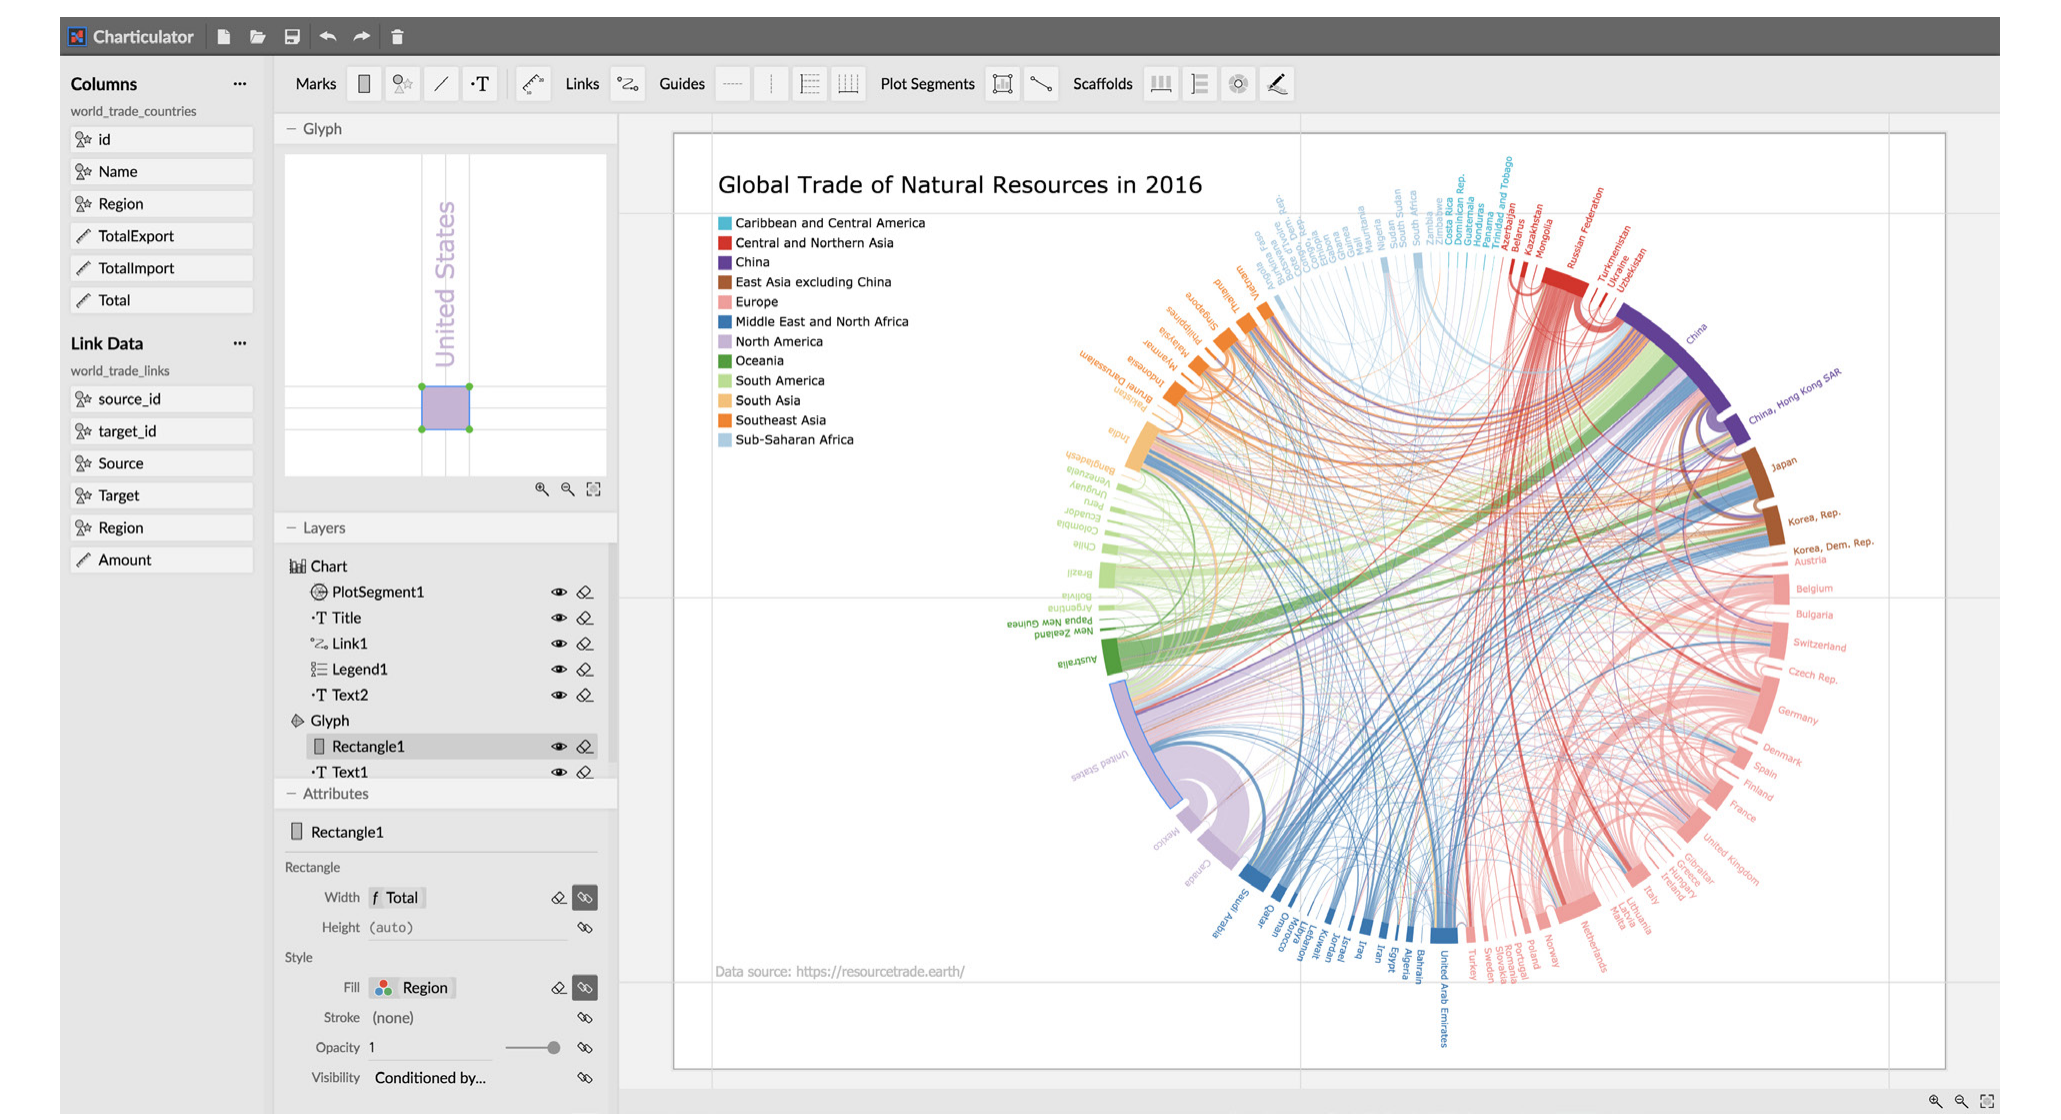 Charticulator
Columns
world_trade_countries
id
Name
Region
TotalExport
TotalImport
Total
Link Data
world_trade_links
source_id
target_id
Source
Target
Region
Amount
Marks
Links
Guides
Plot Segments
Scaffolds
Glyph
United States
Layers
Chart
PlotSegment1
Title
Link1
Legend1
Text2
Glyph
Rectangle1
Text1
Attributes
Rectangle1
Rectangle
Width f Total
Height (auto)
Style
Fill Region
Stroke (none)
Opacity 1
Visibility Conditioned by...
Global Trade of Natural Resources in 2016
Caribbean and Central America
Central and Northern Asia
China
East Asia excluding China
Europe
Middle East and North Africa
North America
Oceania
South America
South Asia
Southeast Asia
Sub-Saharan Africa
Angola
Burkina Faso
Botswana
Cote d'Ivoire
Congo, Dem. Rep.
Congo, Rep.
Ethiopia
Gabon
Ghana
Guinea
Mali
Mauritania
Nigeria
Sudan
South Sudan
South Africa
Zambia
Zimbabwe
Costa Rica
Dominican Rep.
Guatemala
Honduras
Panama
Trinidad and Tobago
Azerbaijan
Belarus
Kazakhstan
Mongolia
Russian Federation
Turkmenistan
Ukraine
Uzbekistan
China
China, Hong Kong SAR
Japan
Korea, Rep.
Korea, Dem. Rep.
Austria
Belgium
Bulgaria
Switzerland
Czech Rep.
Germany
Denmark
Spain
Finland
France
United Kingdom
Gibraltar
Greece
Hungary
Ireland
Italy
Lithuania
Latvia
Malta
Netherlands
Norway
Poland
Portugal
Romania
Slovakia
Sweden
Turkey
United Arab Emirates
Bahrain
Algeria
Egypt
Iran
Iraq
Israel
Jordan
Kuwait
Lebanon
Libya
Morocco
Oman
Qatar
Saudi Arabia
Canada
Mexico
United States
Australia
New Zealand
Papua New Guinea
Argentina
Bolivia
Brazil
Chile
Colombia
Ecuador
Peru
Uruguay
Venezuela
Bangladesh
India
Pakistan
Brunei Darussalam
Indonesia
Myanmar
Malaysia
Philippines
Singapore
Thailand
Vietnam
Data source: https://resourcetrade.earth/